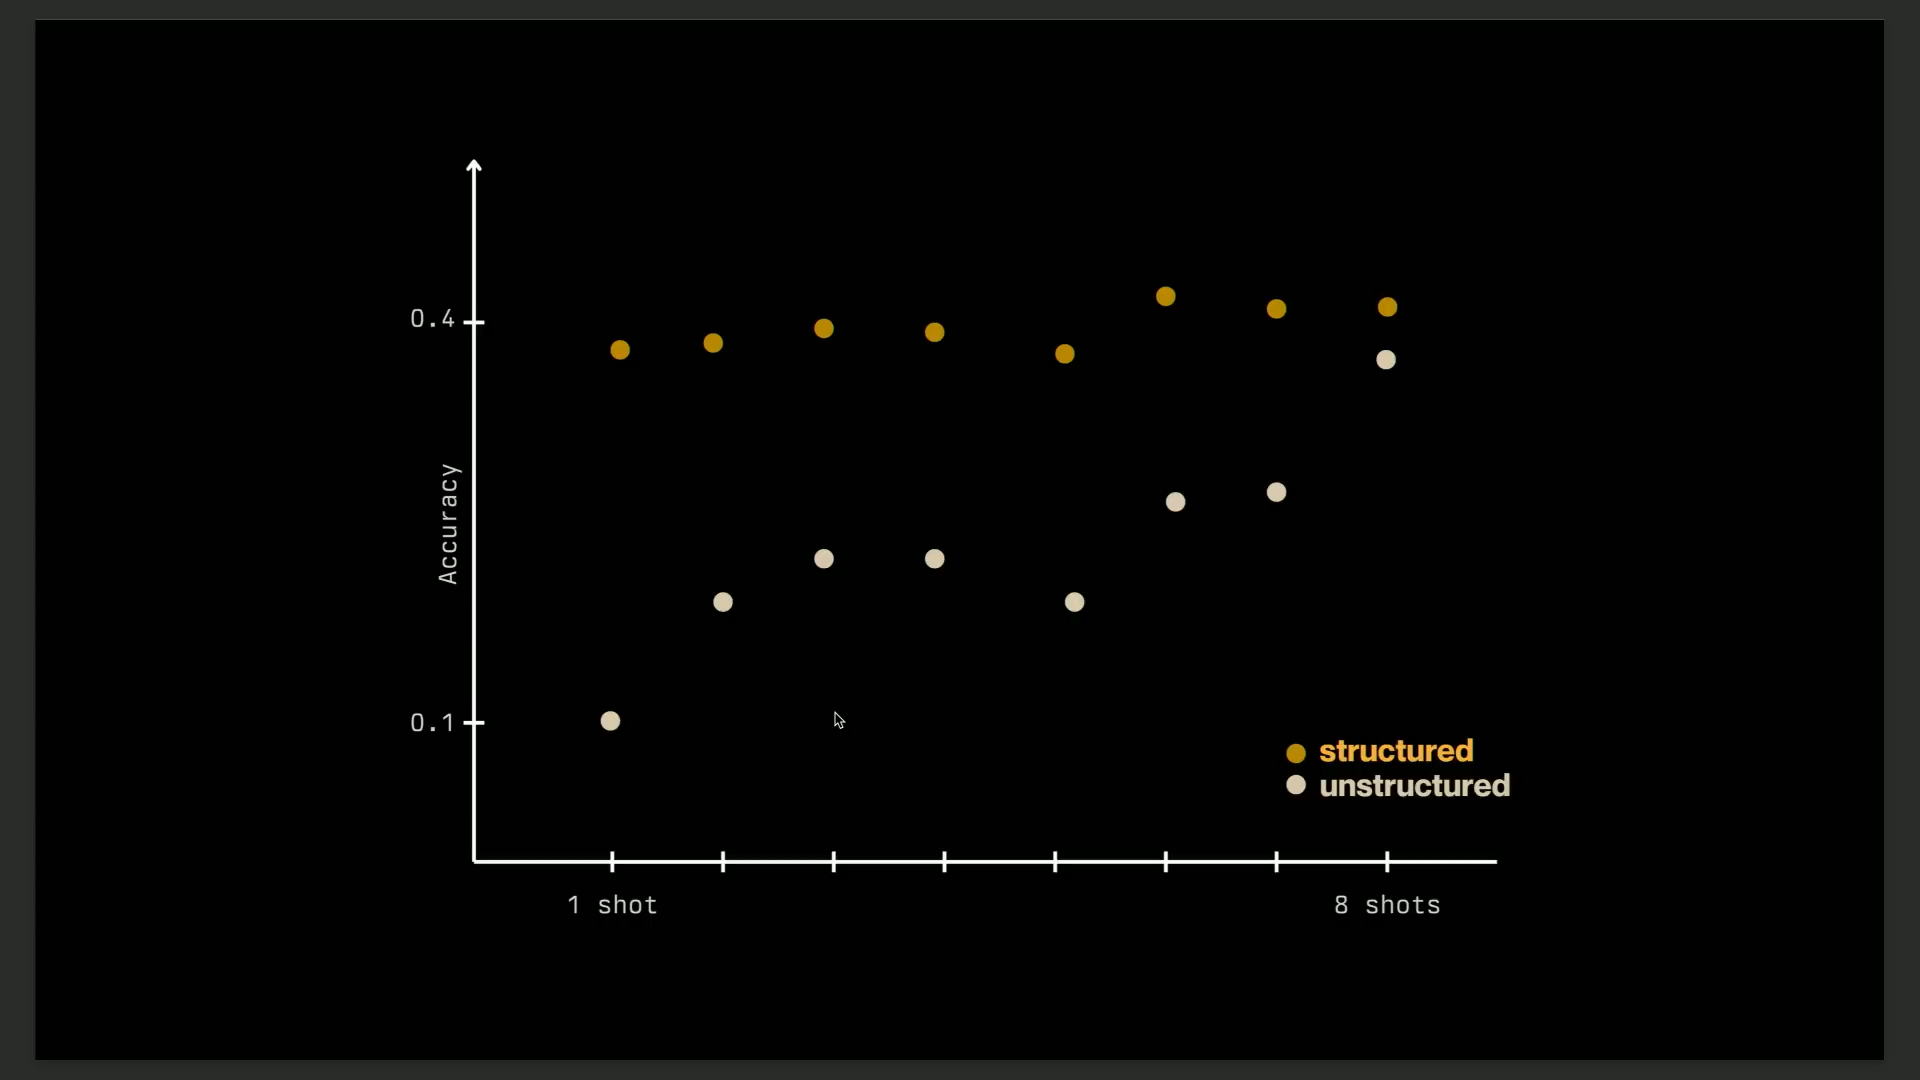 0.4
Accuracy
0.1
structured
unstructured
1 shot
8 shots